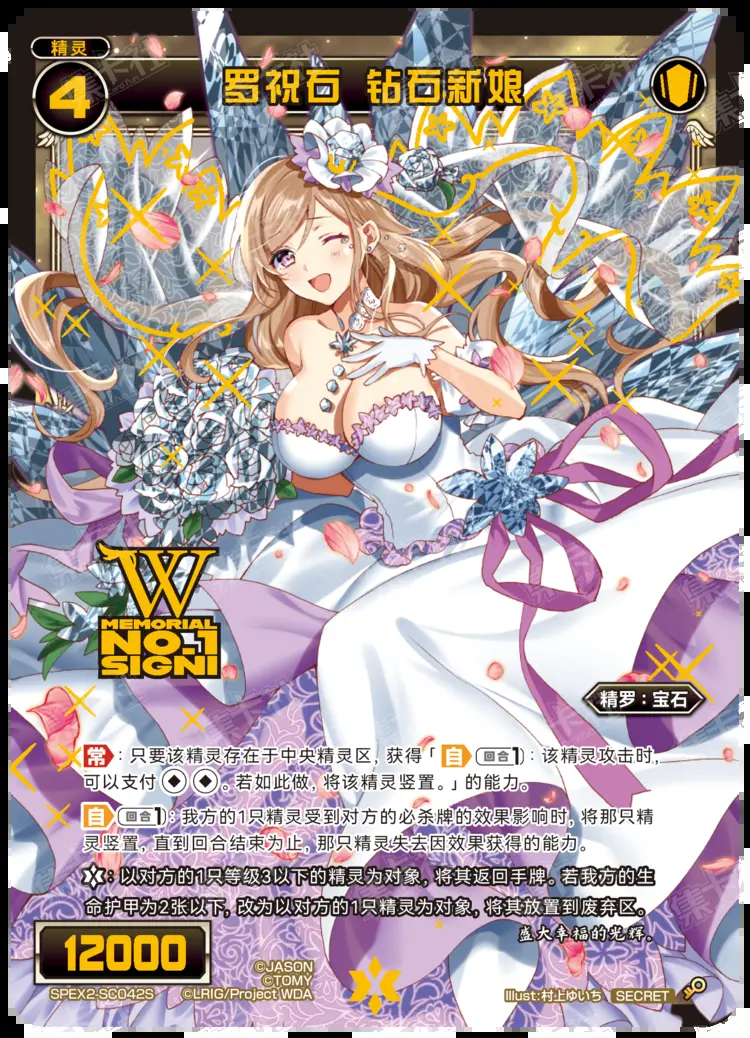 精灵
4
罗祝石 钻石新娘
W
MEMORIAL
NO.1
SIGNI
精罗：宝石
常：只要该精灵存在于中央精灵区，获得「自 回合1：该精灵攻击时，
可以支付◆◆。若如此做，将该精灵竖置。」的能力。
自 回合1：我方的1只精灵受到对方的必杀牌的效果影响时，将那只精
灵竖置，直到回合结束为止，那只精灵失去因效果获得的能力。
：以对方的1只等级3以下的精灵为对象，将其返回手牌。若我方的生
命护甲为2张以下，改为以对方的1只精灵为对象，将其放置到废弃区。
盛大幸福的光辉。
12000
©JASON
©TOMY
SPEX2-SC042S ©LRIG/Project WDA
Illust:村上ゆいち SECRET